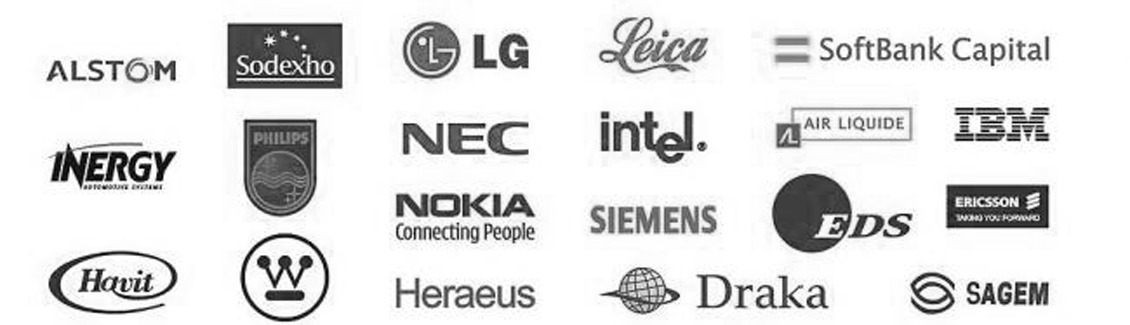 ALSTOM
Sodexho
LG
Leica
SoftBank Capital
INERGY
AUTOMOTIVE SYSTEMS
PHILIPS
NEC
intel.
AIR LIQUIDE
IBM
NOKIA
Connecting People
SIEMENS
EDS
ERICSSON
TAKING YOU FORWARD
Havit
W
Heraeus
Draka
SAGEM